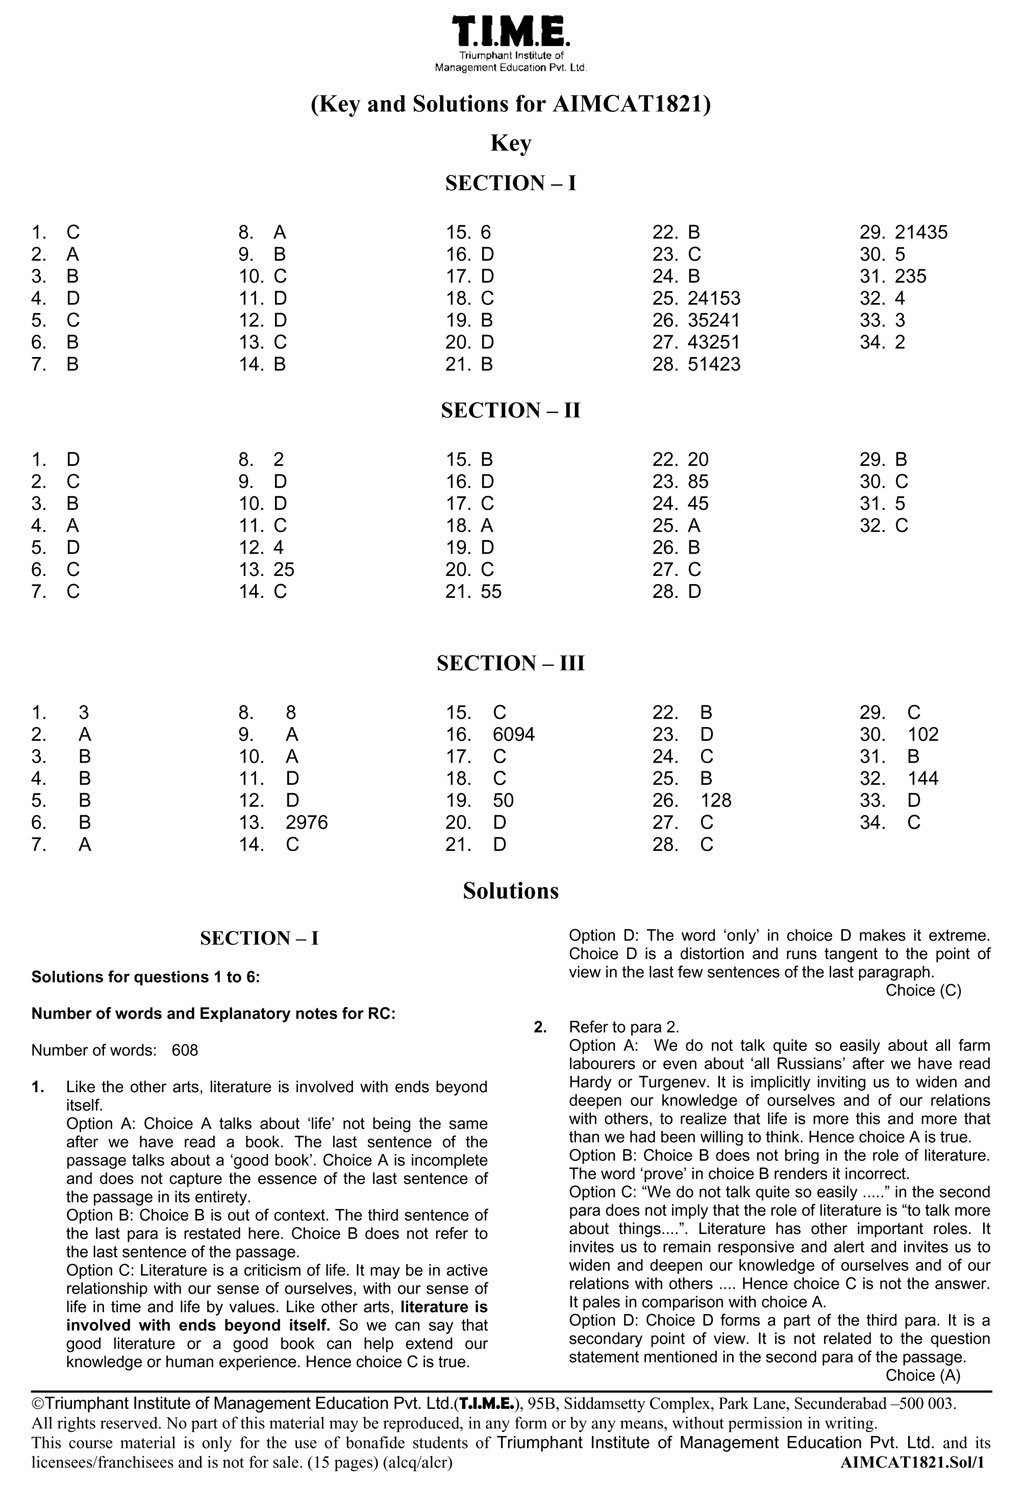 T.I.M.E.
Triumphant Institute of
Management Education Pvt. Ltd.
(Key and Solutions for AIMCAT1821)
Key
SECTION – I
1. C 8. A 15. 6 22. B 29. 21435
2. A 9. B 16. D 23. C 30. 5
3. B 10. C 17. D 24. B 31. 235
4. D 11. D 18. C 25. 24153 32. 4
5. C 12. D 19. B 26. 35241 33. 3
6. B 13. C 20. D 27. 43251 34. 2
7. B 14. B 21. B 28. 51423
SECTION – II
1. D 8. 2 15. B 22. 20 29. B
2. C 9. D 16. D 23. 85 30. C
3. B 10. D 17. C 24. 45 31. 5
4. A 11. C 18. A 25. A 32. C
5. D 12. 4 19. D 26. B
6. C 13. 25 20. C 27. C
7. C 14. C 21. 55 28. D
SECTION – III
1. 3 8. 8 15. C 22. B 29. C
2. A 9. A 16. 6094 23. D 30. 102
3. B 10. A 17. C 24. C 31. B
4. B 11. D 18. C 25. B 32. 144
5. B 12. D 19. 50 26. 128 33. D
6. B 13. 2976 20. D 27. C 34. C
7. A 14. C 21. D 28. C
Solutions
SECTION – I
Solutions for questions 1 to 6:
Number of words and Explanatory notes for RC:
Number of words: 608
1. Like the other arts, literature is involved with ends beyond
itself.
Option A: Choice A talks about ‘life’ not being the same
after we have read a book. The last sentence of the
passage talks about a ‘good book’. Choice A is incomplete
and does not capture the essence of the last sentence of
the passage in its entirety.
Option B: Choice B is out of context. The third sentence of
the last para is restated here. Choice B does not refer to
the last sentence of the passage.
Option C: Literature is a criticism of life. It may be in active
relationship with our sense of ourselves, with our sense of
life in time and life by values. Like other arts, literature is
involved with ends beyond itself. So we can say that
good literature or a good book can help extend our
knowledge or human experience. Hence choice C is true.
Option D: The word ‘only’ in choice D makes it extreme.
Choice D is a distortion and runs tangent to the point of
view in the last few sentences of the last paragraph.
Choice (C)
2. Refer to para 2.
Option A: We do not talk quite so easily about all farm
labourers or even about ‘all Russians’ after we have read
Hardy or Turgenev. It is implicitly inviting us to widen and
deepen our knowledge of ourselves and of our relations
with others, to realize that life is more this and more that
than we had been willing to think. Hence choice A is true.
Option B: Choice B does not bring in the role of literature.
The word ‘prove’ in choice B renders it incorrect.
Option C: “We do not talk quite so easily .....” in the second
para does not imply that the role of literature is “to talk more
about things....”. Literature has other important roles. It
invites us to remain responsive and alert and invites us to
widen and deepen our knowledge of ourselves and of our
relations with others .... Hence choice C is not the answer.
It pales in comparison with choice A.
Option D: Choice D forms a part of the third para. It is a
secondary point of view. It is not related to the question
statement mentioned in the second para of the passage.
Choice (A)
©Triumphant Institute of Management Education Pvt. Ltd.(T.I.M.E.), 95B, Siddamsetty Complex, Park Lane, Secunderabad –500 003.
All rights reserved. No part of this material may be reproduced, in any form or by any means, without permission in writing.
This course material is only for the use of bonafide students of Triumphant Institute of Management Education Pvt. Ltd. and its
licensees/franchisees and is not for sale. (15 pages) (alcq/alcr) AIMCAT1821.Sol/1